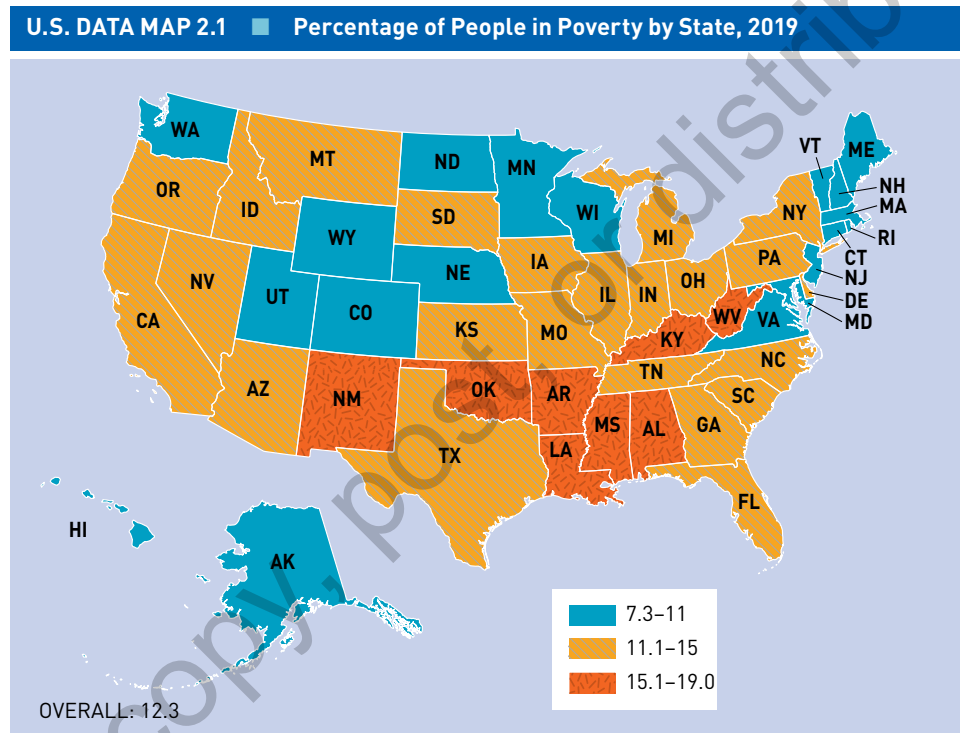 U.S. DATA MAP 2.1 Percentage of People in Poverty by State, 2019
WA
MT
ND
MN
VT
ME
OR
ID
SD
WI
NY
NH
MA
WY
MI
RI
CT
NV
NE
IA
PA
NJ
UT
CO
IL
IN
OH
DE
CA
KS
MO
WV
VA
MD
KY
AZ
NM
OK
AR
TN
NC
SC
MS
AL
GA
TX
LA
FL
HI
AK
7.3–11
11.1–15
15.1–19.0
OVERALL: 12.3
copy, post, or distrib